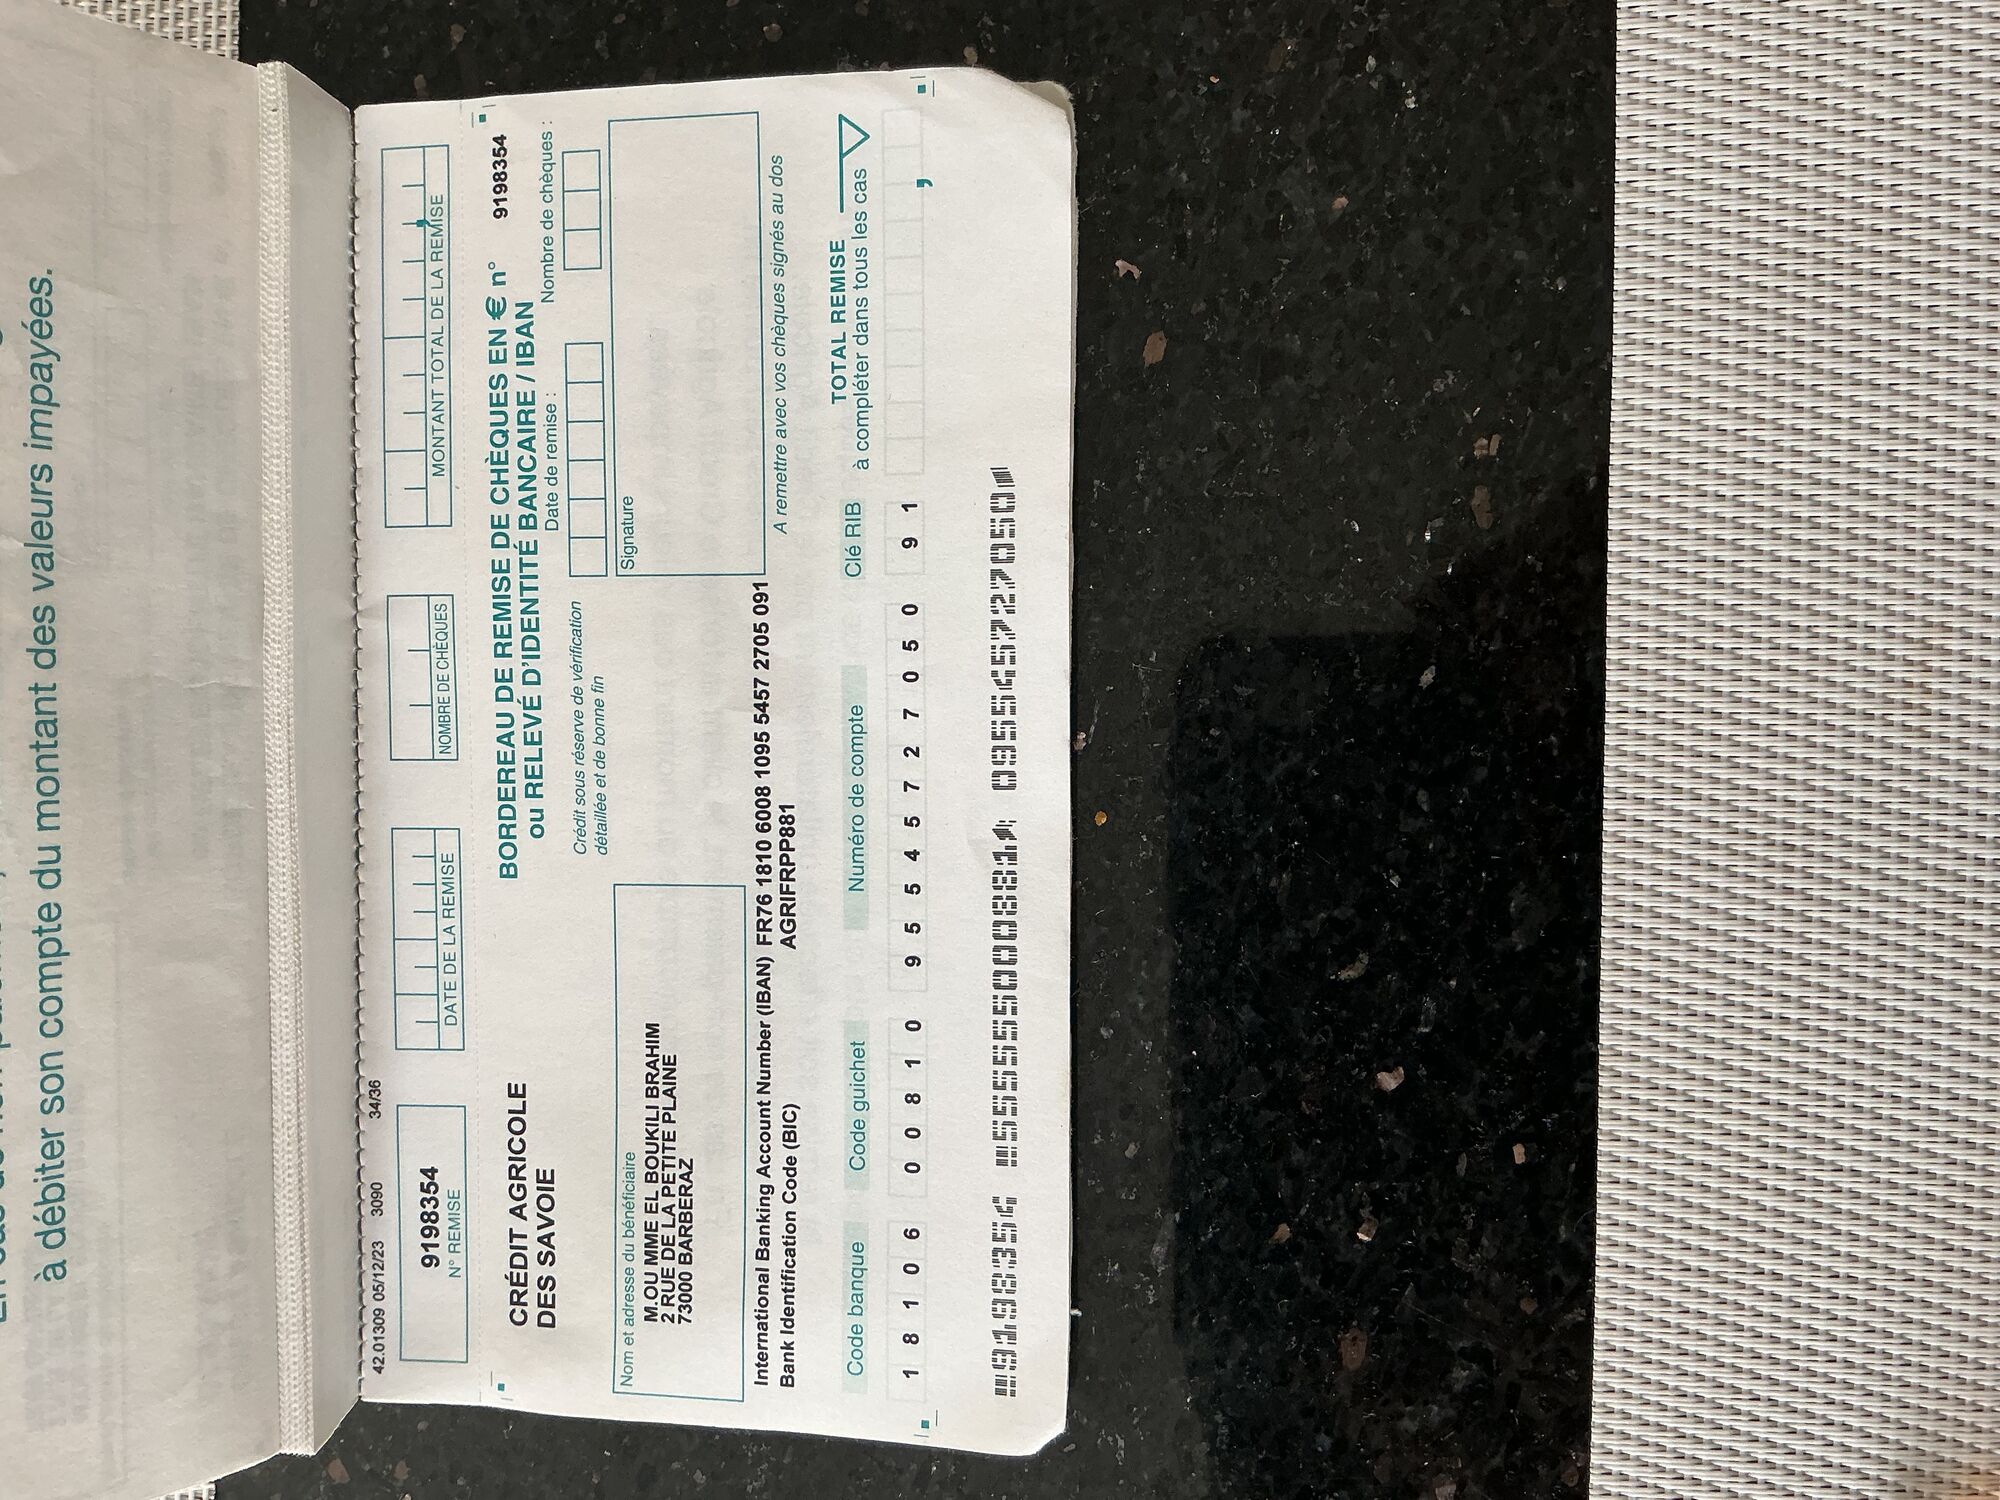 à débiter son compte du montant des valeurs impayées.
42.01309 05/12/23 3090 34/36
9198354
N° REMISE
DATE DE LA REMISE
NOMBRE DE CHÈQUES
MONTANT TOTAL DE LA REMISE
CRÉDIT AGRICOLE
DES SAVOIE
BORDEREAU DE REMISE DE CHÈQUES EN € n° 9198354
ou RELEVÉ D'IDENTITÉ BANCAIRE / IBAN
Date de remise :
Nombre de chèques :
Crédit sous réserve de vérification
détaillée et de bonne fin
Nom et adresse du bénéficiaire
M.OU MME EL BOUKILI BRAHIM
2 RUE DE LA PETITE PLAINE
73000 BARBERAZ
Signature
International Banking Account Number (IBAN) FR76 1810 6008 1095 5457 2705 091
Bank Identification Code (BIC) AGRIFRPP881
A remettre avec vos chèques signés au dos
TOTAL REMISE
à compléter dans tous les cas
Code banque Code guichet Numéro de compte Clé RIB
1 8 1 0 6 0 0 8 1 0 9 5 5 4 5 7 2 7 0 5 0 9 1 ,